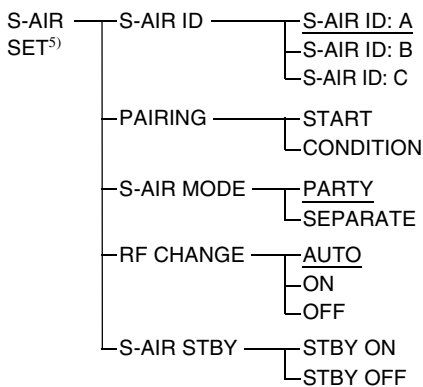 S-AIR SET5)
S-AIR ID
S-AIR ID: A
S-AIR ID: B
S-AIR ID: C
PAIRING
START
CONDITION
S-AIR MODE
PARTY
SEPARATE
RF CHANGE
AUTO
ON
OFF
S-AIR STBY
STBY ON
STBY OFF